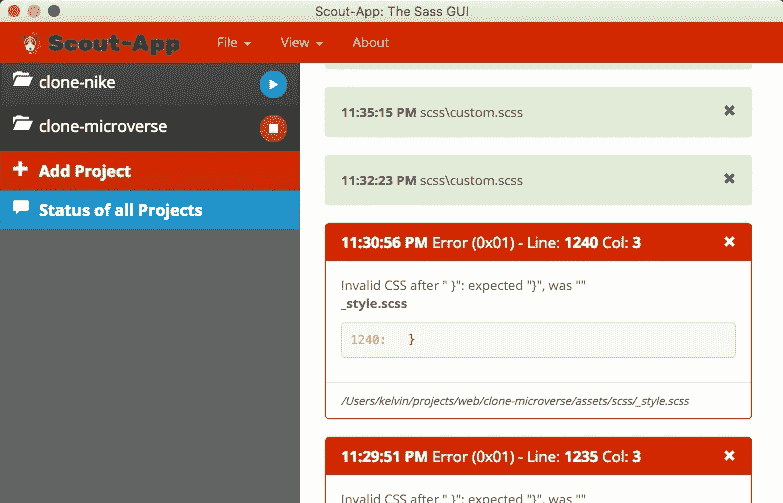 Scout-App: The Sass GUI
Scout-App File View About
clone-nike
clone-microverse
Add Project
Status of all Projects
11:35:15 PM scss\custom.scss
11:32:23 PM scss\custom.scss
11:30:56 PM Error (0x01) - Line: 1240 Col: 3
Invalid CSS after " }": expected "}", was ""
_style.scss
1240: }
/Users/kelvin/projects/web/clone-microverse/assets/scss/_style.scss
11:29:51 PM Error (0x01) - Line: 1235 Col: 3
Invalid CSS after " }": expected "}", was ""